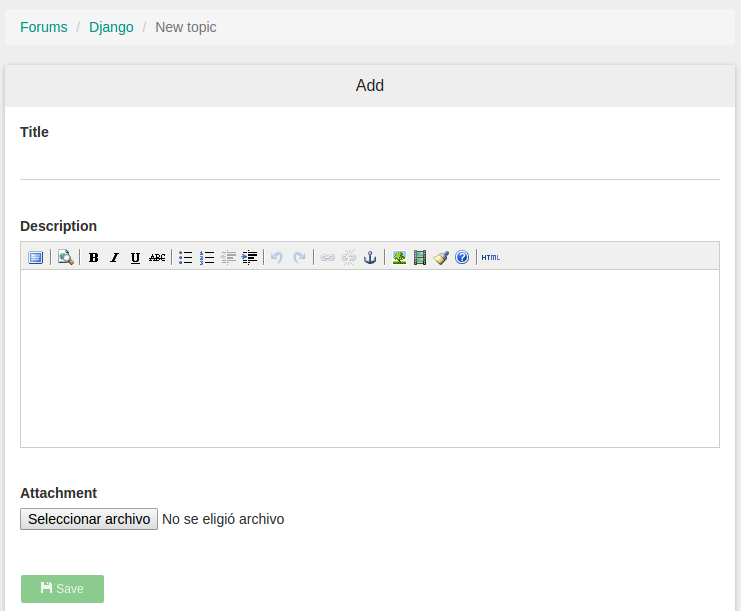 Forums / Django / New topic
Add
Title
Description
B I U ABC HTML
Attachment
Seleccionar archivo No se eligió archivo
Save